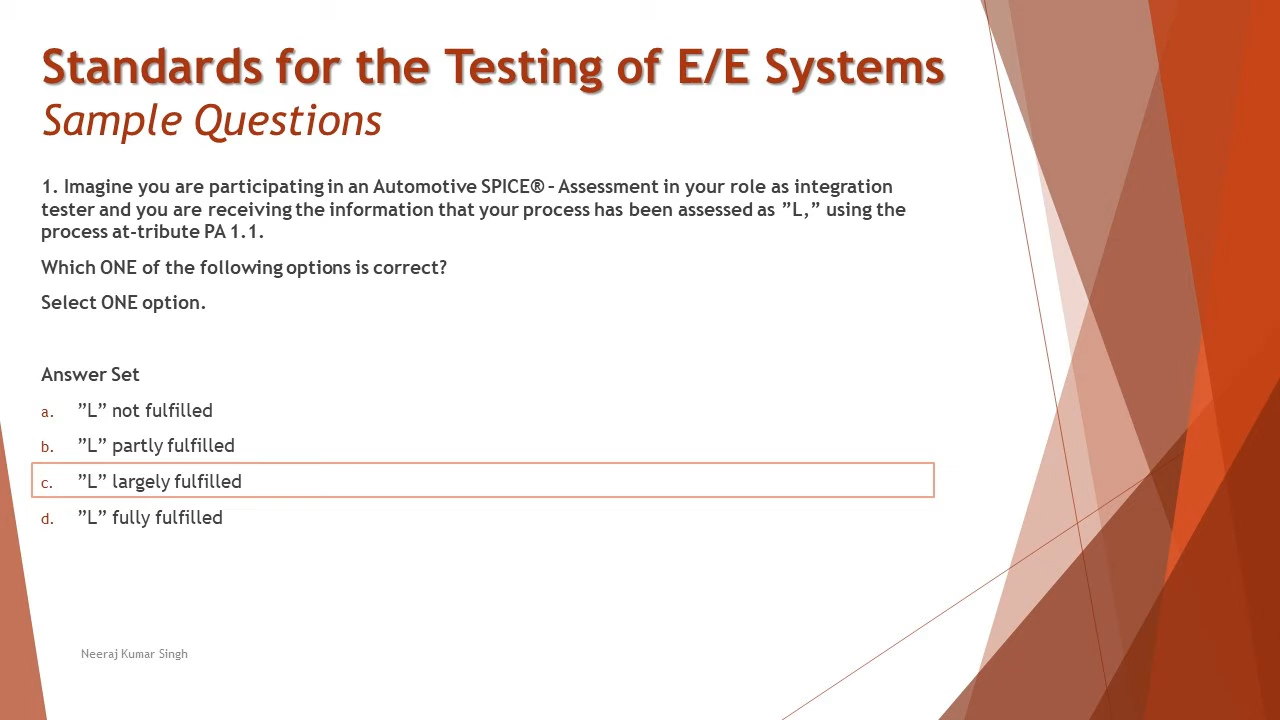 Standards for the Testing of E/E Systems
Sample Questions
1. Imagine you are participating in an Automotive SPICE® – Assessment in your role as integration
tester and you are receiving the information that your process has been assessed as ”L,” using the
process at-tribute PA 1.1.
Which ONE of the following options is correct?
Select ONE option.
Answer Set
a. ”L” not fulfilled
b. ”L” partly fulfilled
c. ”L” largely fulfilled
d. ”L” fully fulfilled
Neeraj Kumar Singh